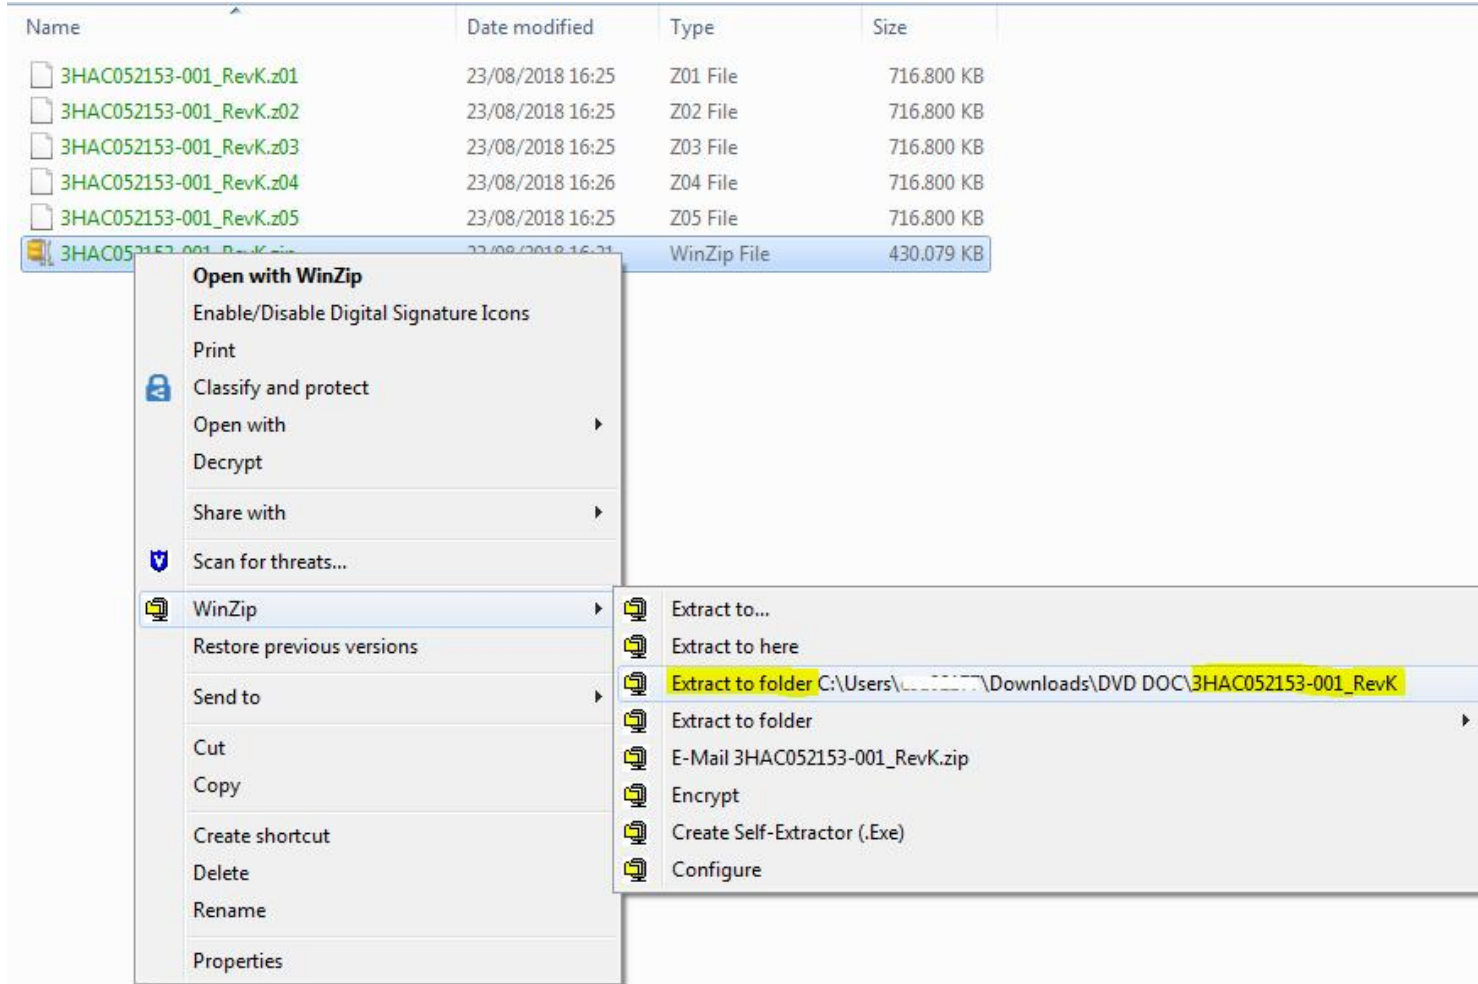 Name Date modified Type Size
3HAC052153-001_RevK.z01 23/08/2018 16:25 Z01 File 716.800 KB
3HAC052153-001_RevK.z02 23/08/2018 16:25 Z02 File 716.800 KB
3HAC052153-001_RevK.z03 23/08/2018 16:25 Z03 File 716.800 KB
3HAC052153-001_RevK.z04 23/08/2018 16:26 Z04 File 716.800 KB
3HAC052153-001_RevK.z05 23/08/2018 16:25 Z05 File 716.800 KB
3HAC052153-001_RevK.zip WinZip File 430.079 KB
Open with WinZip
Enable/Disable Digital Signature Icons
Print
Classify and protect
Open with
Decrypt
Share with
Scan for threats...
WinZip
Restore previous versions
Send to
Cut
Copy
Create shortcut
Delete
Rename
Properties
Extract to...
Extract to here
Extract to folder C:\Users\ \Downloads\DVD DOC\3HAC052153-001_RevK
Extract to folder
E-Mail 3HAC052153-001_RevK.zip
Encrypt
Create Self-Extractor (.Exe)
Configure